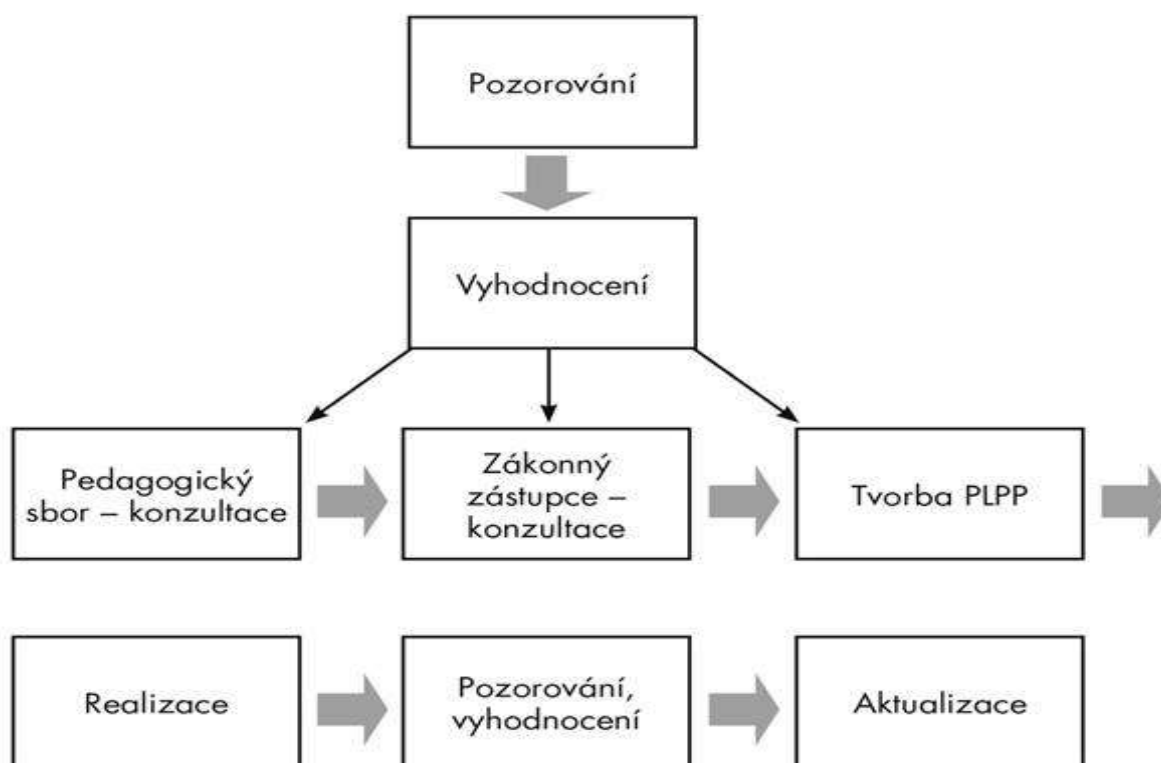 Pozorování
Vyhodnocení
Pedagogický
sbor – konzultace
Zákonný
zástupce –
konzultace
Tvorba PLPP
Realizace
Pozorování,
vyhodnocení
Aktualizace